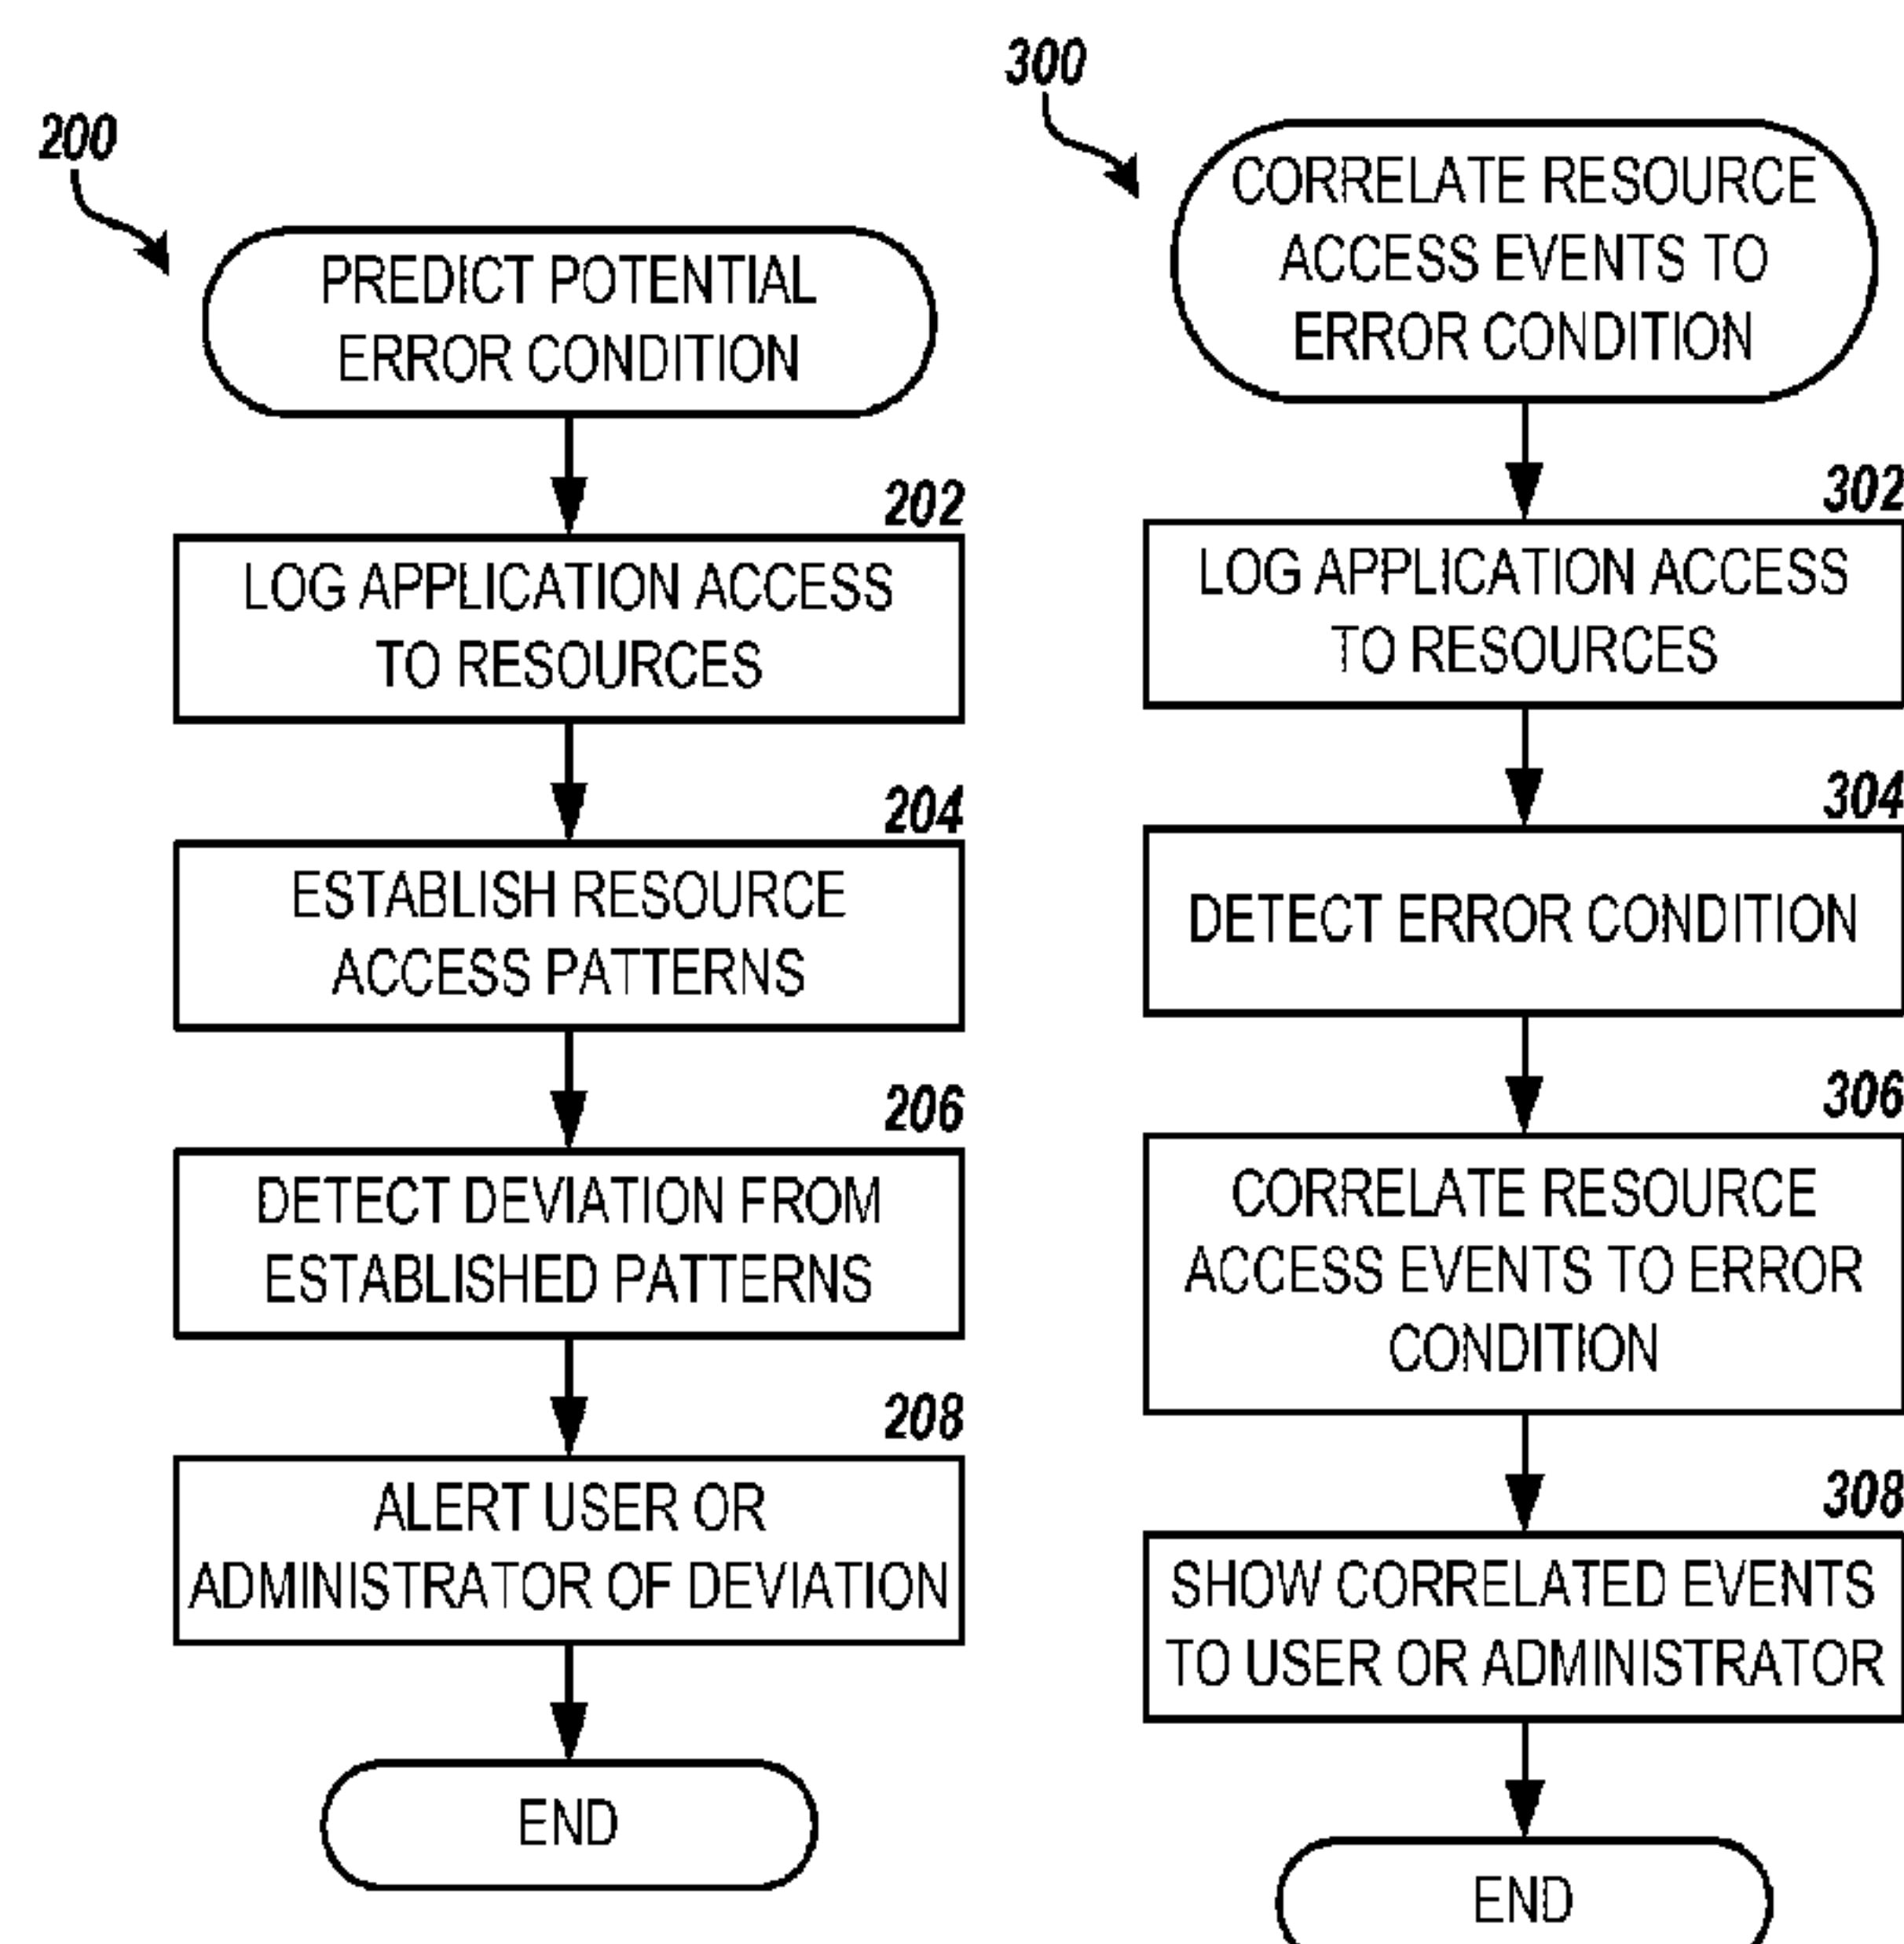 200
PREDICT POTENTIAL
ERROR CONDITION
202
LOG APPLICATION ACCESS
TO RESOURCES
204
ESTABLISH RESOURCE
ACCESS PATTERNS
206
DETECT DEVIATION FROM
ESTABLISHED PATTERNS
208
ALERT USER OR
ADMINISTRATOR OF DEVIATION
END
300
CORRELATE RESOURCE
ACCESS EVENTS TO
ERROR CONDITION
302
LOG APPLICATION ACCESS
TO RESOURCES
304
DETECT ERROR CONDITION
306
CORRELATE RESOURCE
ACCESS EVENTS TO ERROR
CONDITION
308
SHOW CORRELATED EVENTS
TO USER OR ADMINISTRATOR
END